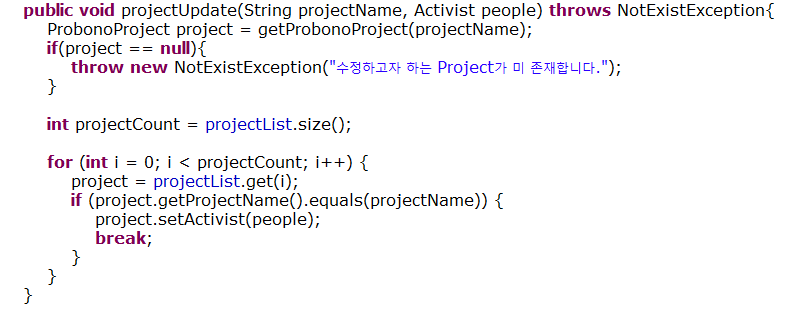 public void projectUpdate(String projectName, Activist people) throws NotExistException{
ProbonoProject project = getProbonoProject(projectName);
if(project == null){
throw new NotExistException("수정하고자 하는 Project가 미 존재합니다.");
}
int projectCount = projectList.size();
for (int i = 0; i < projectCount; i++) {
project = projectList.get(i);
if (project.getProjectName().equals(projectName)) {
project.setActivist(people);
break;
}
}
}